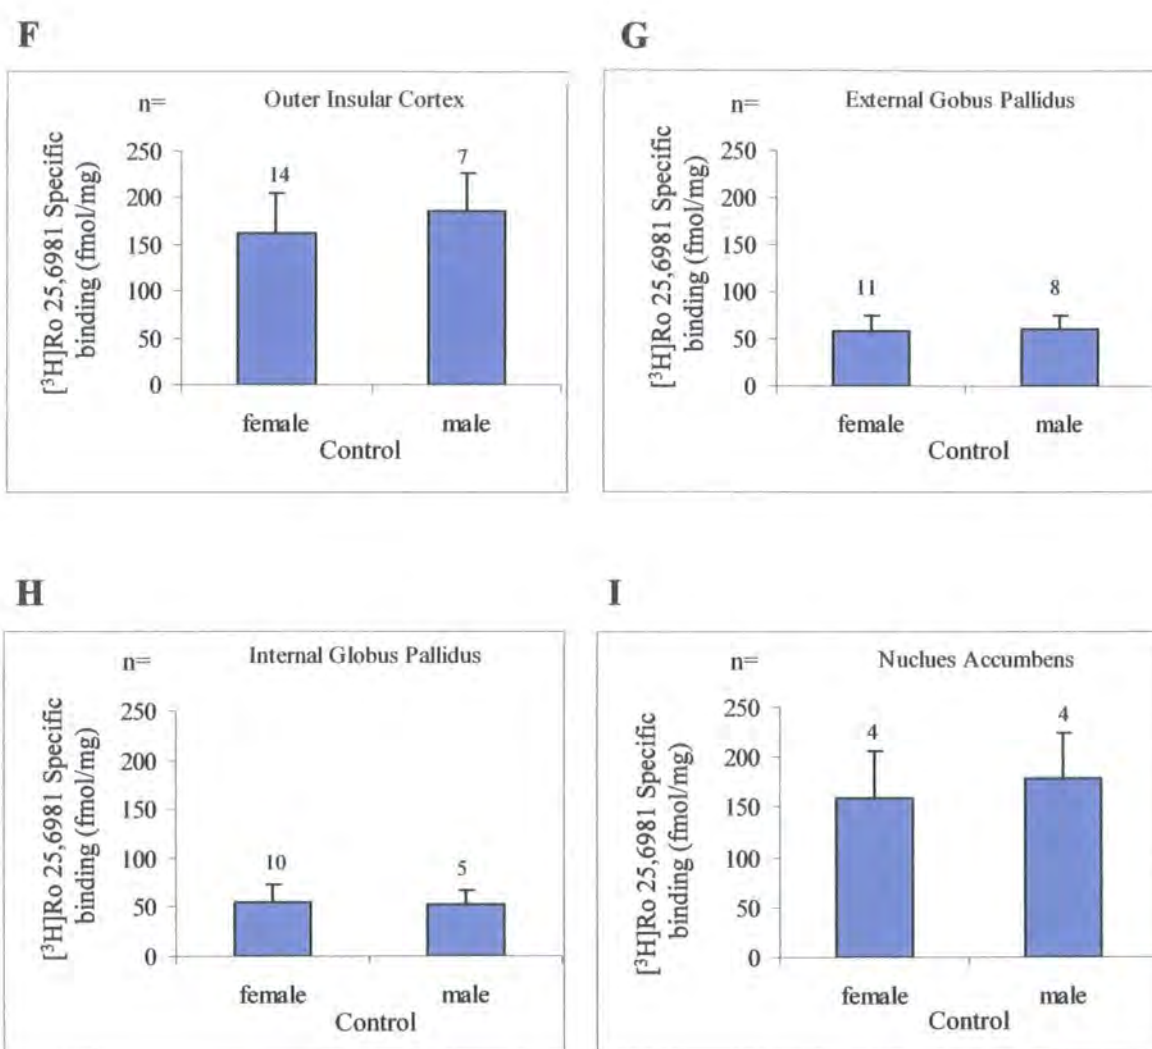 F
n= Outer Insular Cortex
[³H]Ro 25,6981 Specific
binding (fmol/mg)
250
200
150
100
50
0
14
7
female male
Control
G
n= External Gobus Pallidus
[³H]Ro 25,6981 Specific
binding (fmol/mg)
250
200
150
100
50
0
11
8
female male
Control
H
n= Internal Globus Pallidus
[³H]Ro 25,6981 Specific
binding (fmol/mg)
250
200
150
100
50
0
10
5
female male
Control
I
n= Nuclues Accumbens
[³H]Ro 25,6981 Specific
binding (fmol/mg)
250
200
150
100
50
0
4
4
female male
Control